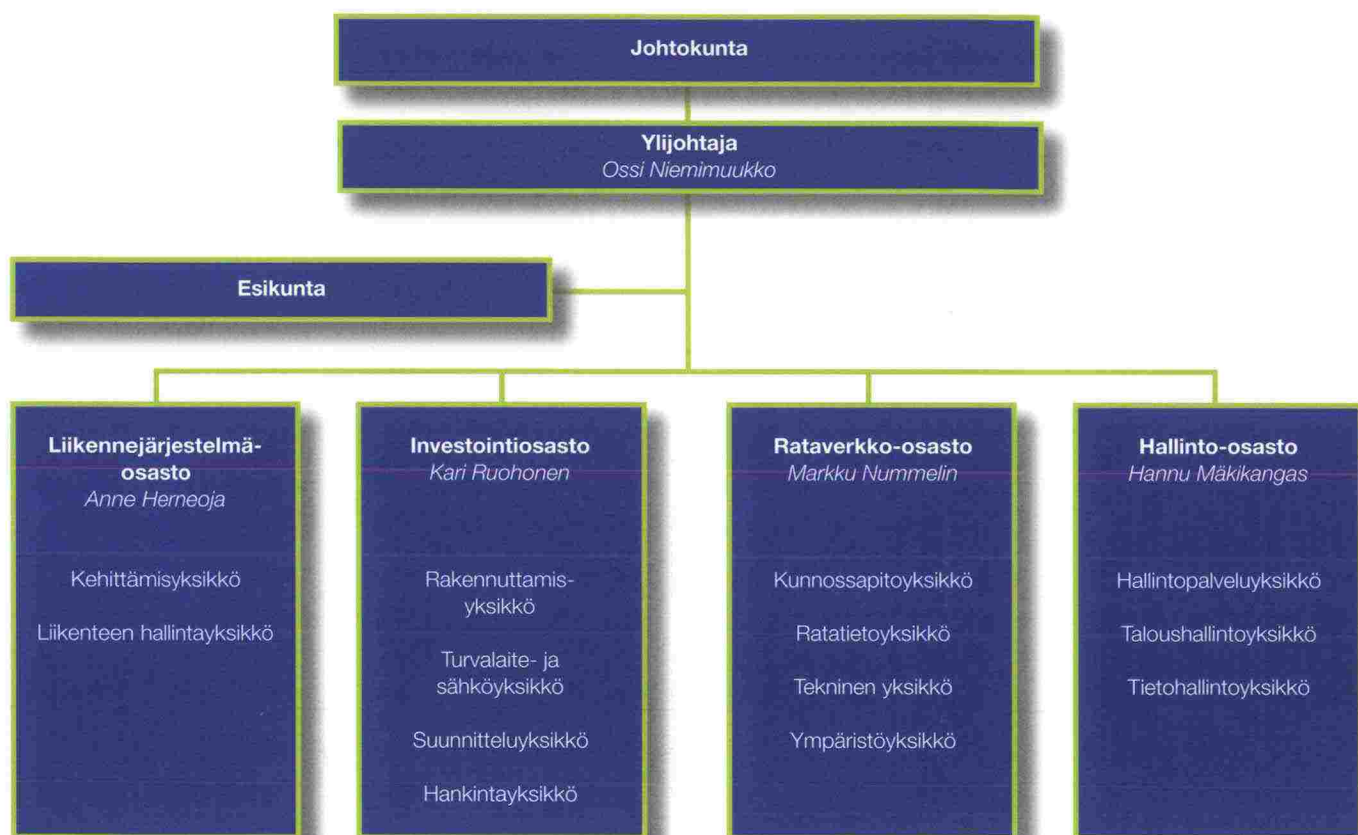 Johtokunta
Ylijohtaja
Ossi Niemimuukko
Esikunta
Liikennejärjestelmä-
osasto
Anne Herneoja
Kehittämisyksikkö
Liikenteen hallintayksikkö
Investointiosasto
Kari Ruohonen
Rakennuttamis-
yksikkö
Turvalaite- ja
sähköyksikkö
Suunnitteluyksikkö
Hankintayksikkö
Rataverkko-osasto
Markku Nummelin
Kunnossapitoyksikkö
Ratatietoyksikkö
Tekninen yksikkö
Ympäristöyksikkö
Hallinto-osasto
Hannu Mäkikangas
Hallintopalveluyksikkö
Taloushallintoyksikkö
Tietohallintoyksikkö